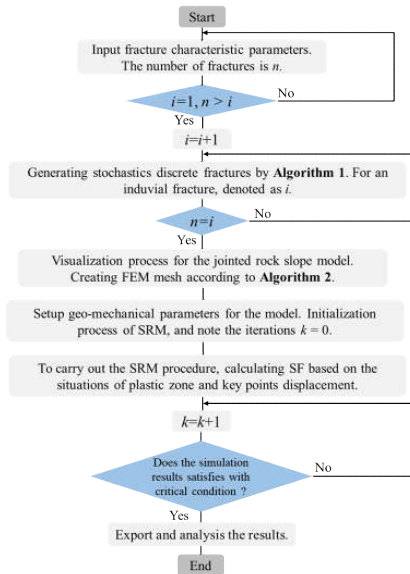 Start
Input fracture characteristic parameters.
The number of fractures is n.
i=1, n > i
No
Yes
i=i+1
Generating stochastics discrete fractures by Algorithm 1. For an
induvial fracture, denoted as i.
n=i
No
Yes
Visualization process for the jointed rock slope model.
Creating FEM mesh according to Algorithm 2.
Setup geo-mechanical parameters for the model. Initialization
process of SRM, and note the iterations k = 0.
To carry out the SRM procedure, calculating SF based on the
situations of plastic zone and key points displacement.
k=k+1
Does the simulation
results satisfies with
critical condition ?
No
Yes
Export and analysis the results.
End